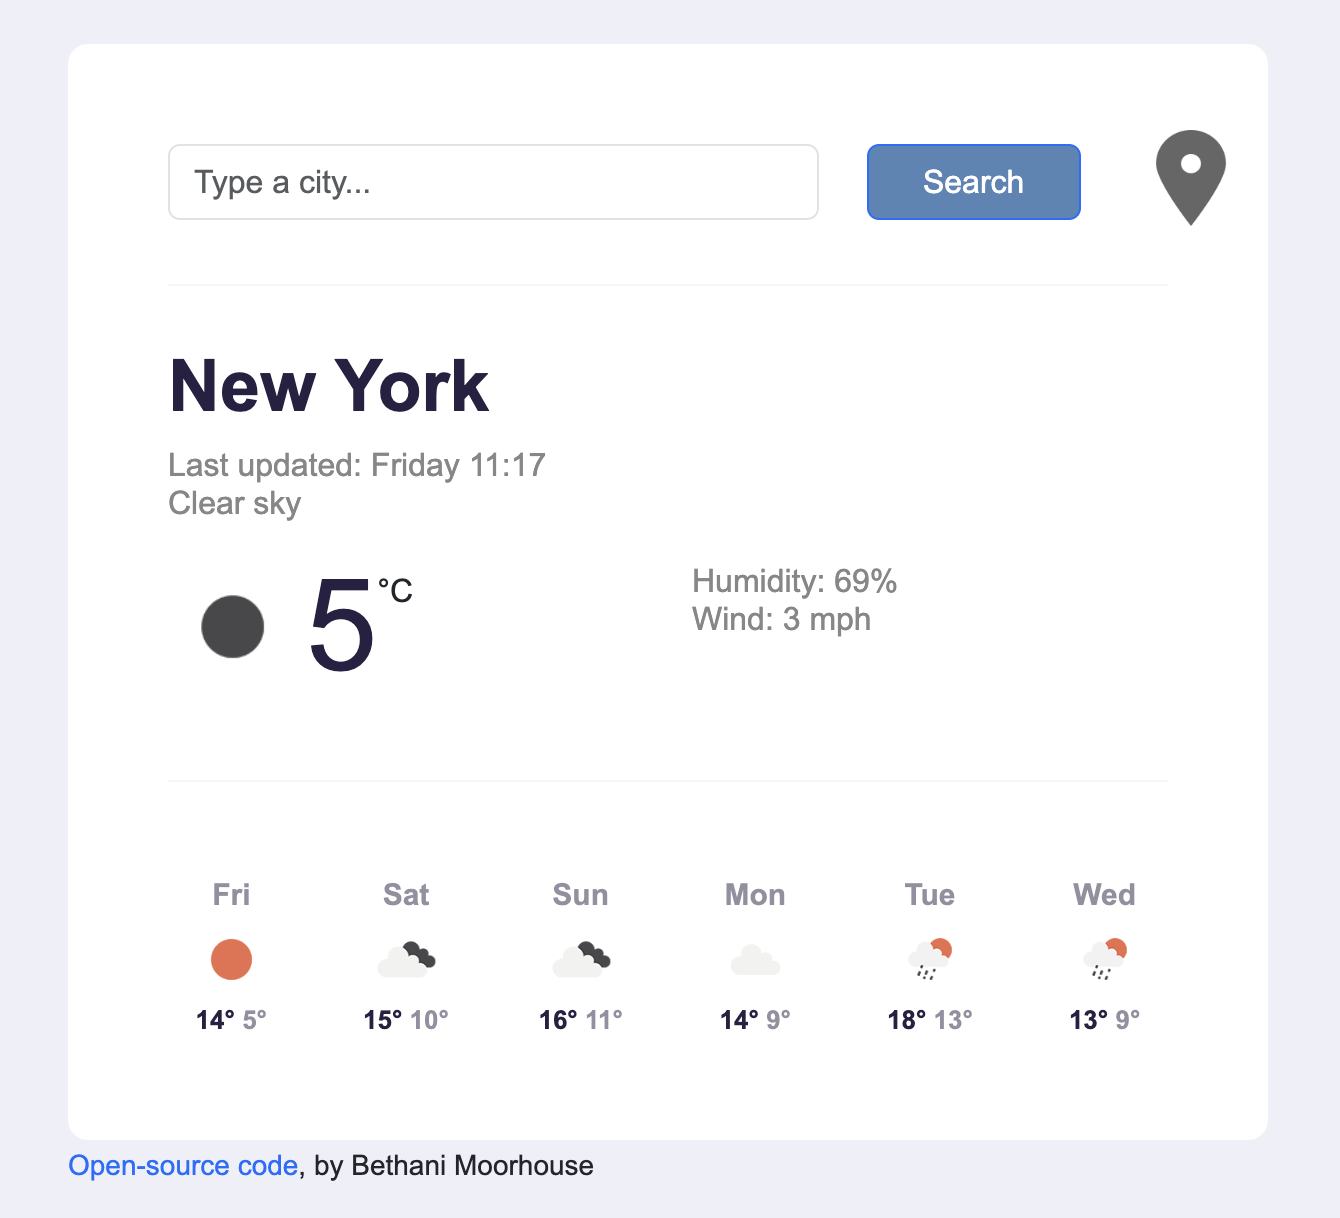 Type a city...
Search
New York
Last updated: Friday 11:17
Clear sky
5 °C
Humidity: 69%
Wind: 3 mph
Fri Sat Sun Mon Tue Wed
14° 5° 15° 10° 16° 11° 14° 9° 18° 13° 13° 9°
Open-source code, by Bethani Moorhouse